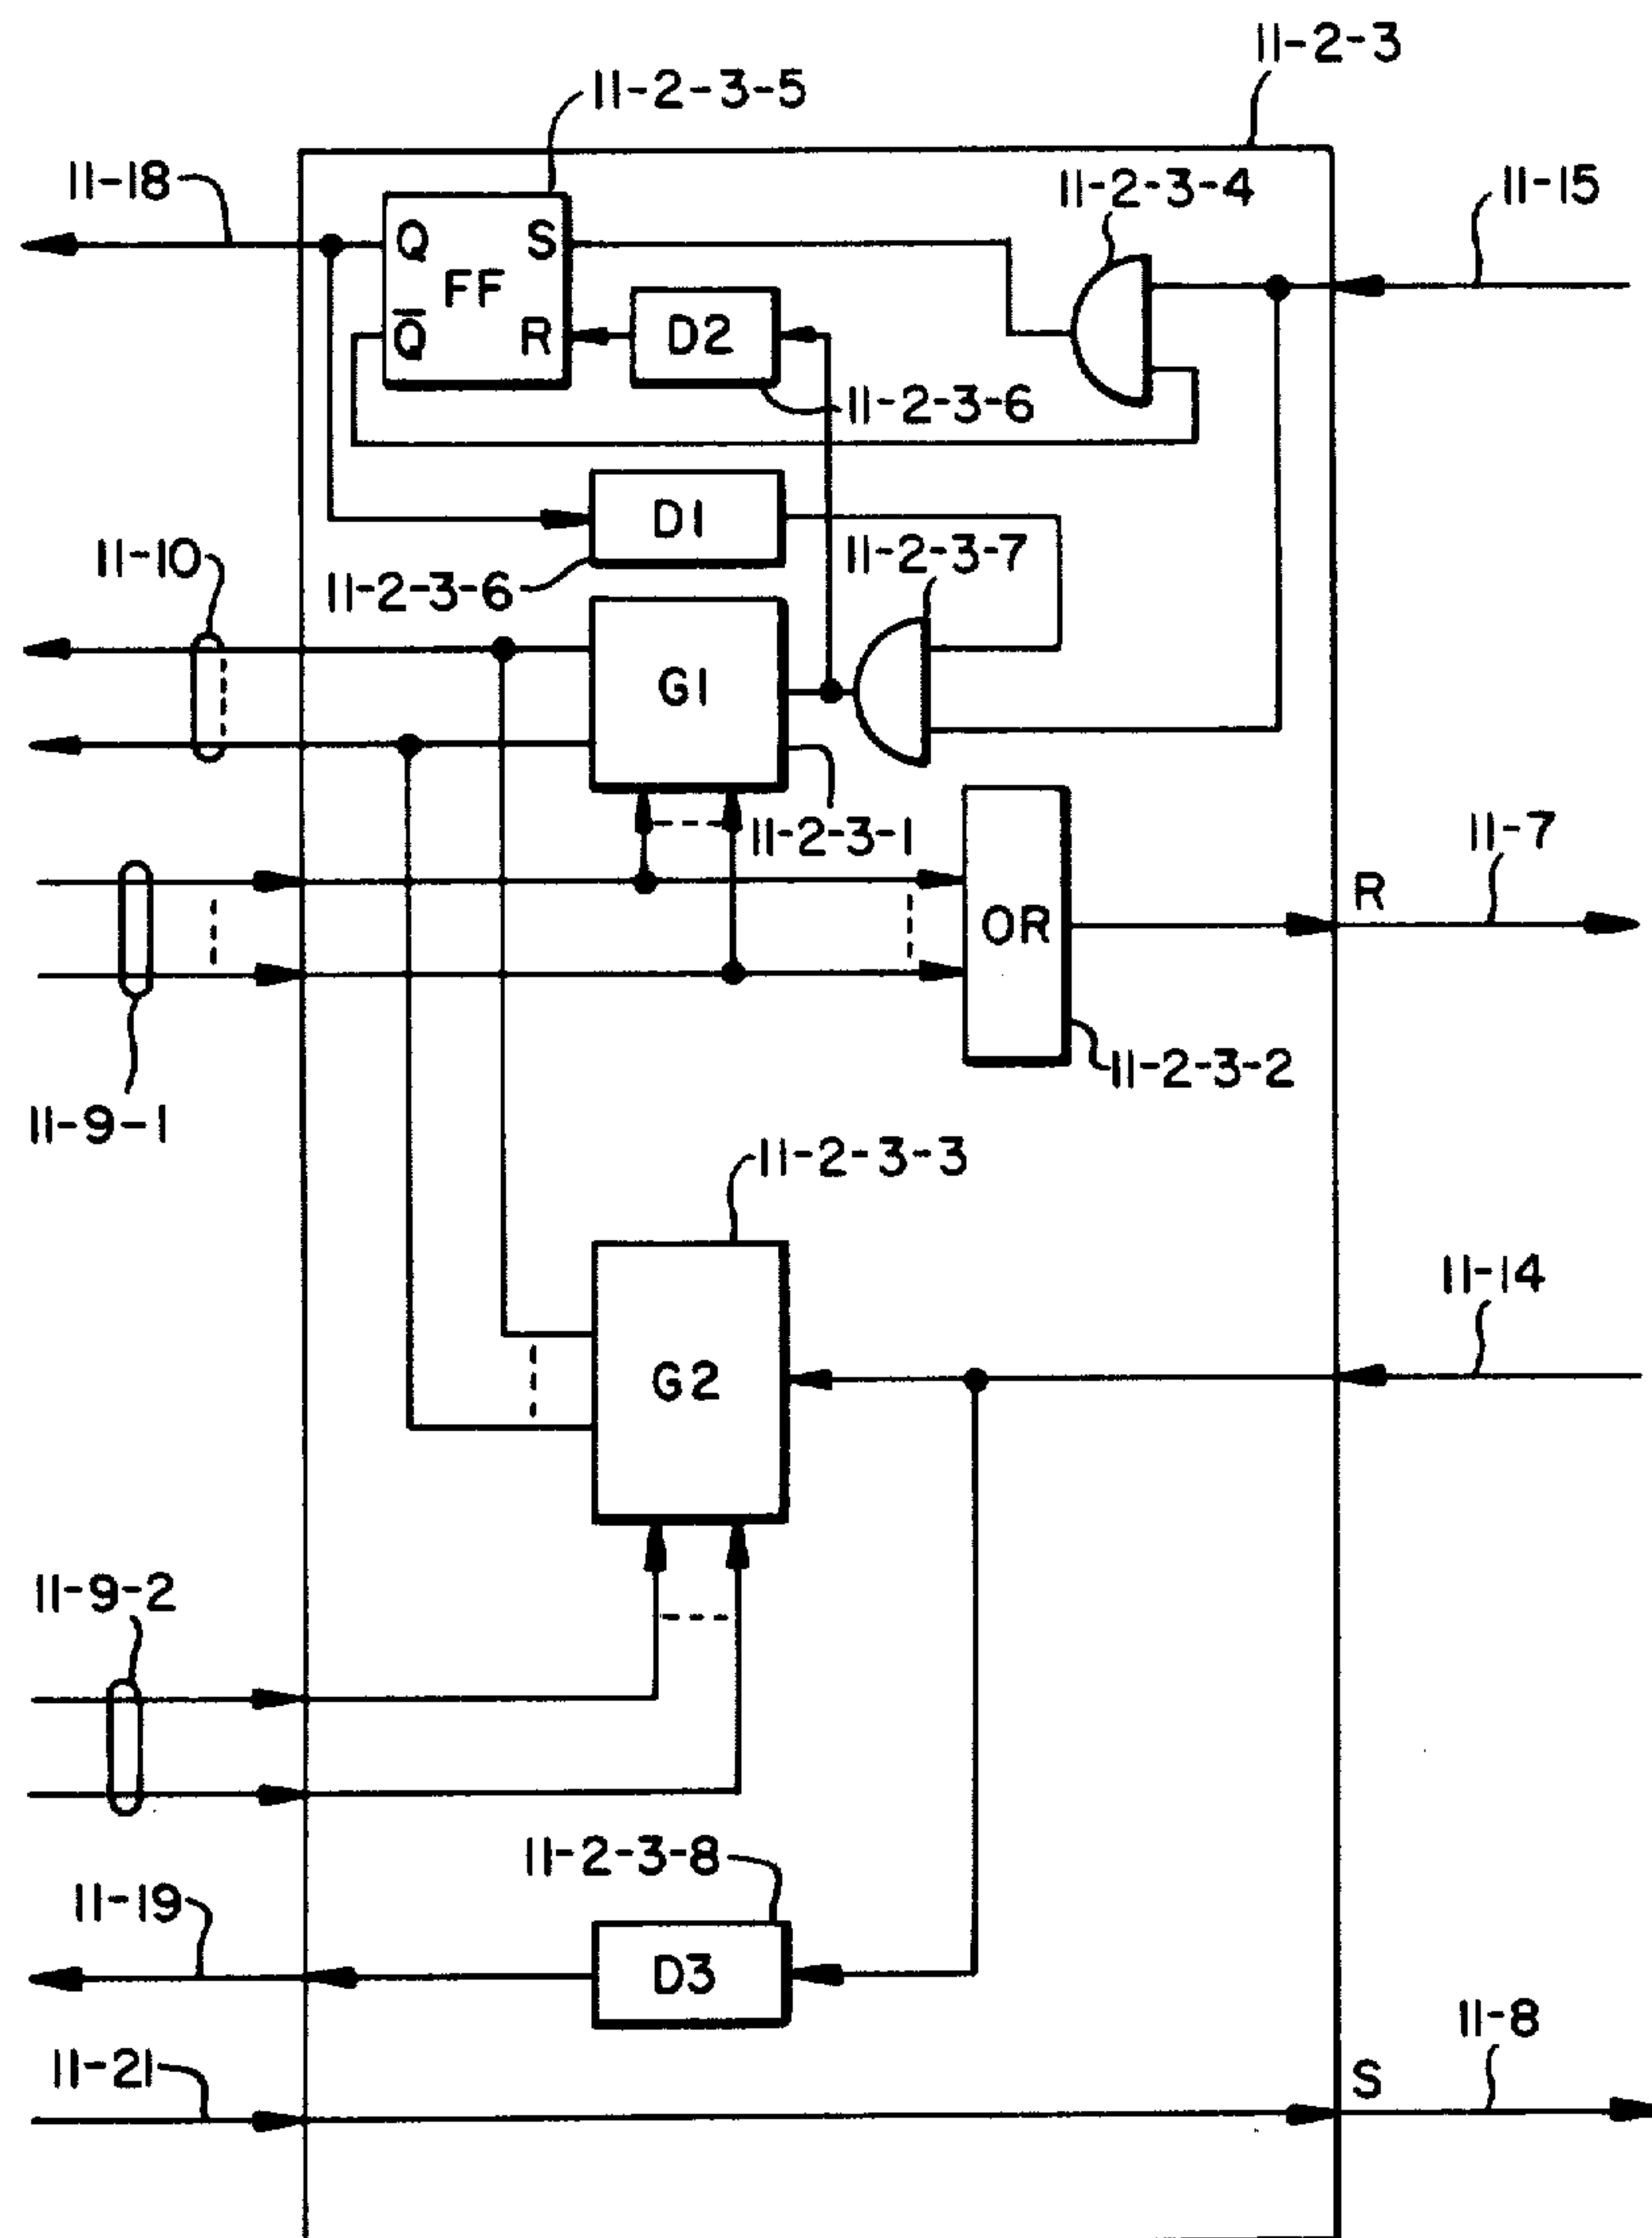 11-2-3
11-2-3-5
11-18
11-2-3-4
11-15
Q
S
FF
Q̅
R
D2
11-2-3-6
D1
11-10
11-2-3-7
11-2-3-6
G1
11-2-3-1
11-7
R
OR
11-2-3-2
11-9-1
11-2-3-3
11-14
G2
11-9-2
11-2-3-8
11-19
D3
11-8
11-21
S